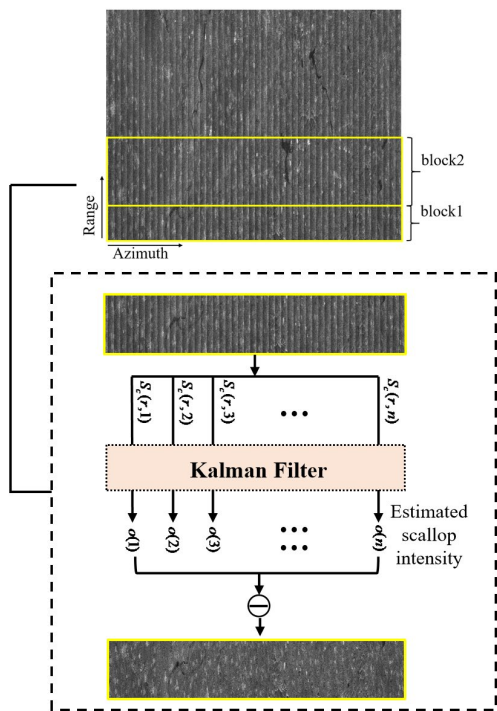 block2
block1
Range
Azimuth
S_c(r,1)
S_c(r,2)
S_c(r,3)
...
S_c(r,n)
Kalman Filter
o(1)
o(2)
o(3)
...
...
o(n)
Estimated
scallop
intensity